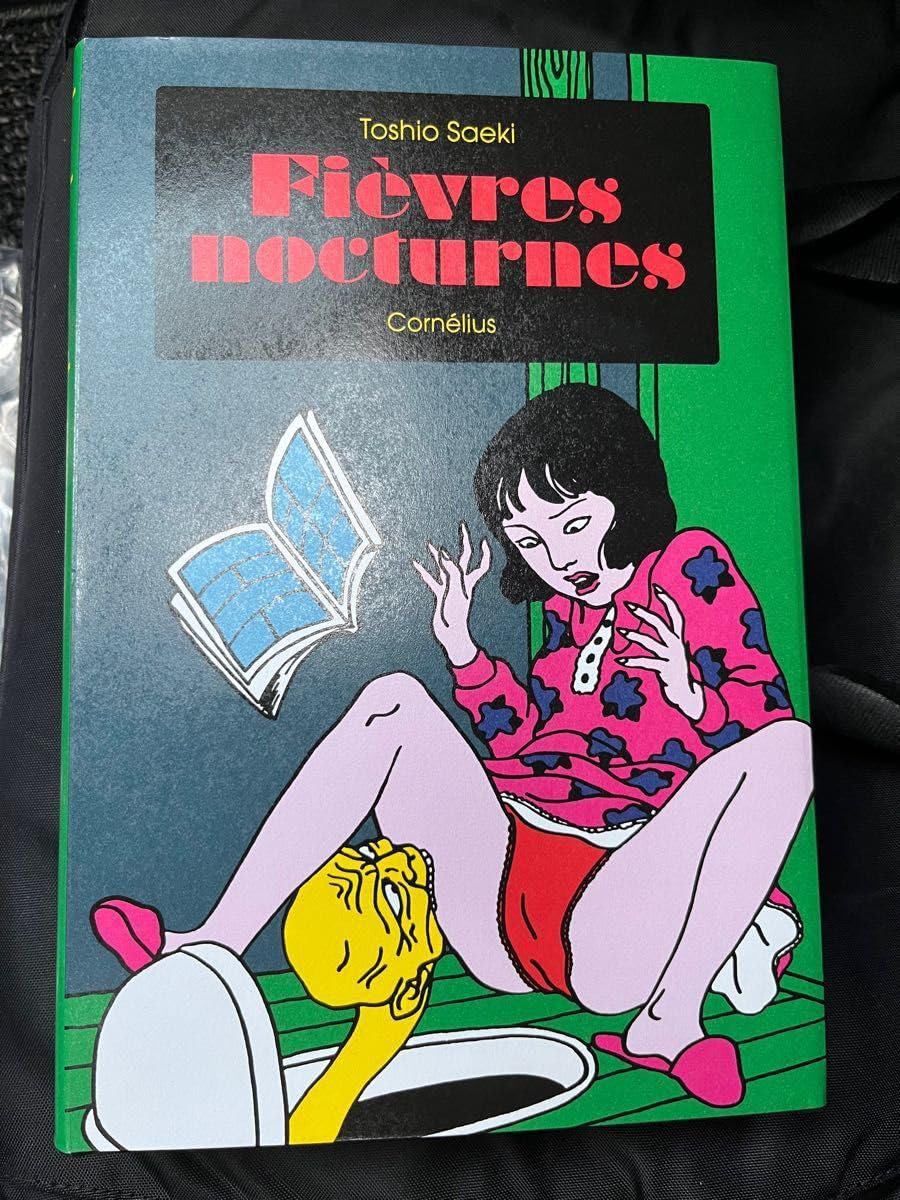 Toshio Saeki
Fièvres
nocturnes
Cornélius